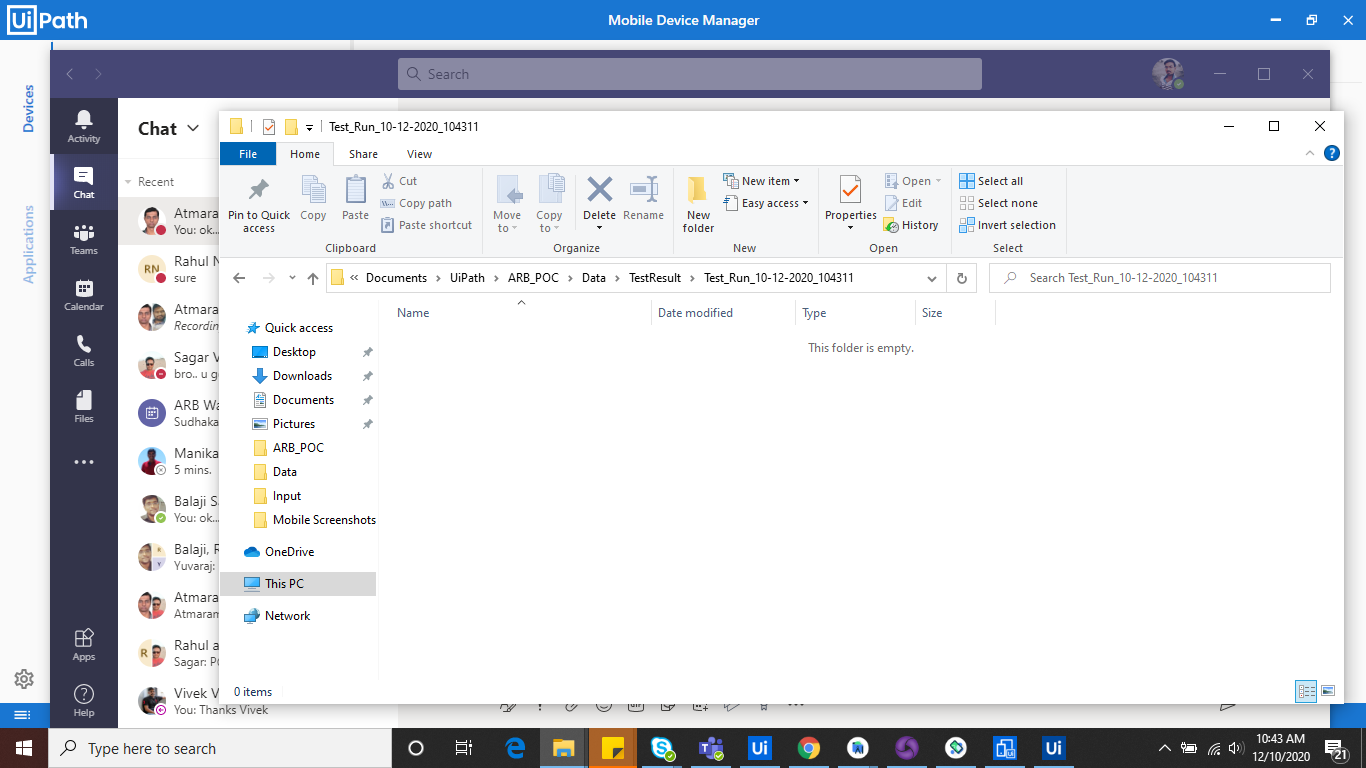 UiPath
Mobile Device Manager
Devices
Applications
Search
Activity
Chat
Teams
Calendar
Calls
Files
Apps
Help
Chat
Recent
Atmara
You: ok...
RN
Rahul N
sure
Atmara
Recordin
Sagar V
bro.. u g
ARB Wa
Sudhaka
Manika
5 mins.
Balaji Sa
You: ok...
Balaji, R
Yuvaraj:
Atmara
Atmaram
R
Rahul a
Sagar: PC
Vivek V
You: Thanks Vivek
Test_Run_10-12-2020_104311
File Home Share View
Pin to Quick access
Copy
Paste
Cut
Copy path
Paste shortcut
Clipboard
Move to
Copy to
Delete
Rename
Organize
New folder
New item
Easy access
New
Properties
Open
Edit
History
Open
Select all
Select none
Invert selection
Select
« Documents > UiPath > ARB_POC > Data > TestResult > Test_Run_10-12-2020_104311
Search Test_Run_10-12-2020_104311
Name Date modified Type Size
This folder is empty.
Quick access
Desktop
Downloads
Documents
Pictures
ARB_POC
Data
Input
Mobile Screenshots
OneDrive
This PC
Network
0 items
Type here to search
Ui
Ui
10:43 AM
12/10/2020
21